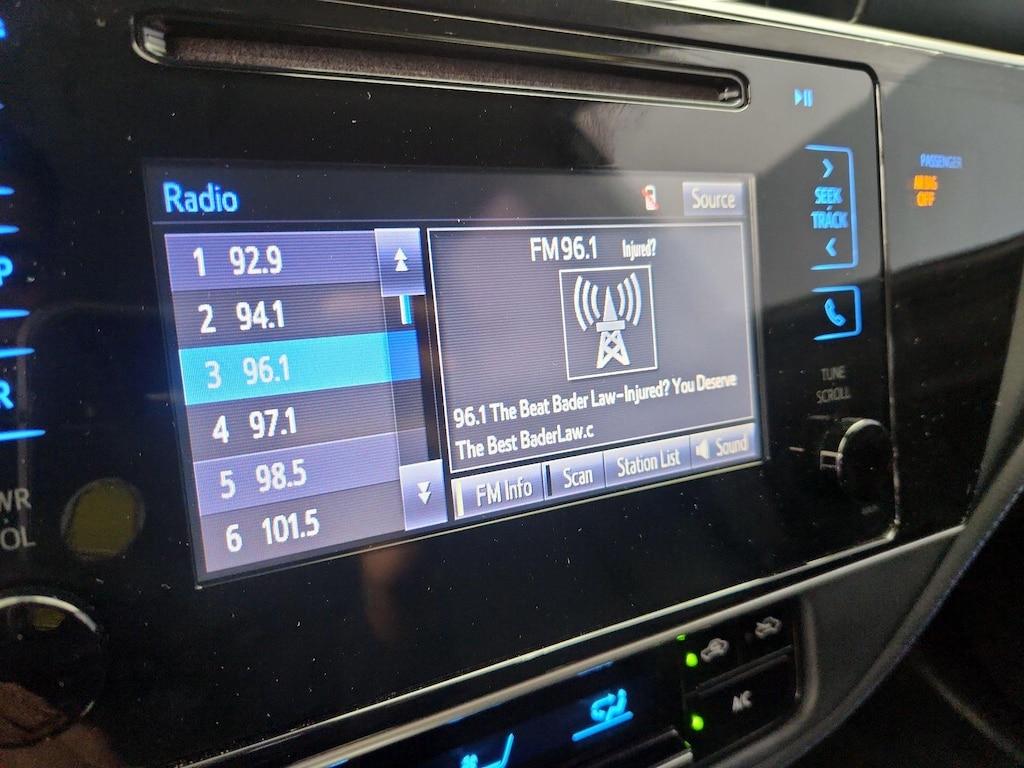 Radio
Source
1 92.9
2 94.1
3 96.1
4 97.1
5 98.5
6 101.5
FM 96.1 Injured?
96.1 The Beat Bader Law-Injured? You Deserve
The Best BaderLaw.c
FM Info
Scan
Station List
Sound
SEEK
TRACK
TUNE
SCROLL
PASSENGER
OFF
A/C